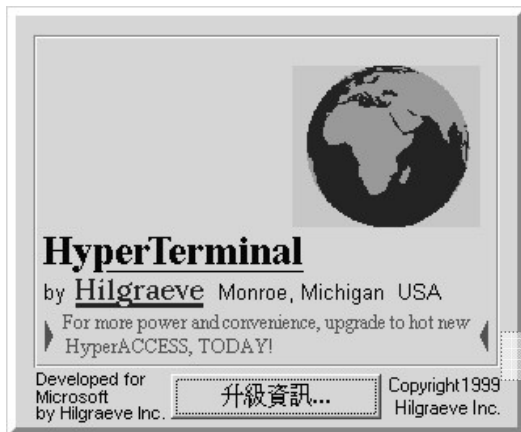 HyperTerminal
by Hilgraeve Monroe, Michigan USA
For more power and convenience, upgrade to hot new
HyperACCESS, TODAY!
Developed for
Microsoft
by Hilgraeve Inc.
升級資訊...
Copyright1999
Hilgraeve Inc.